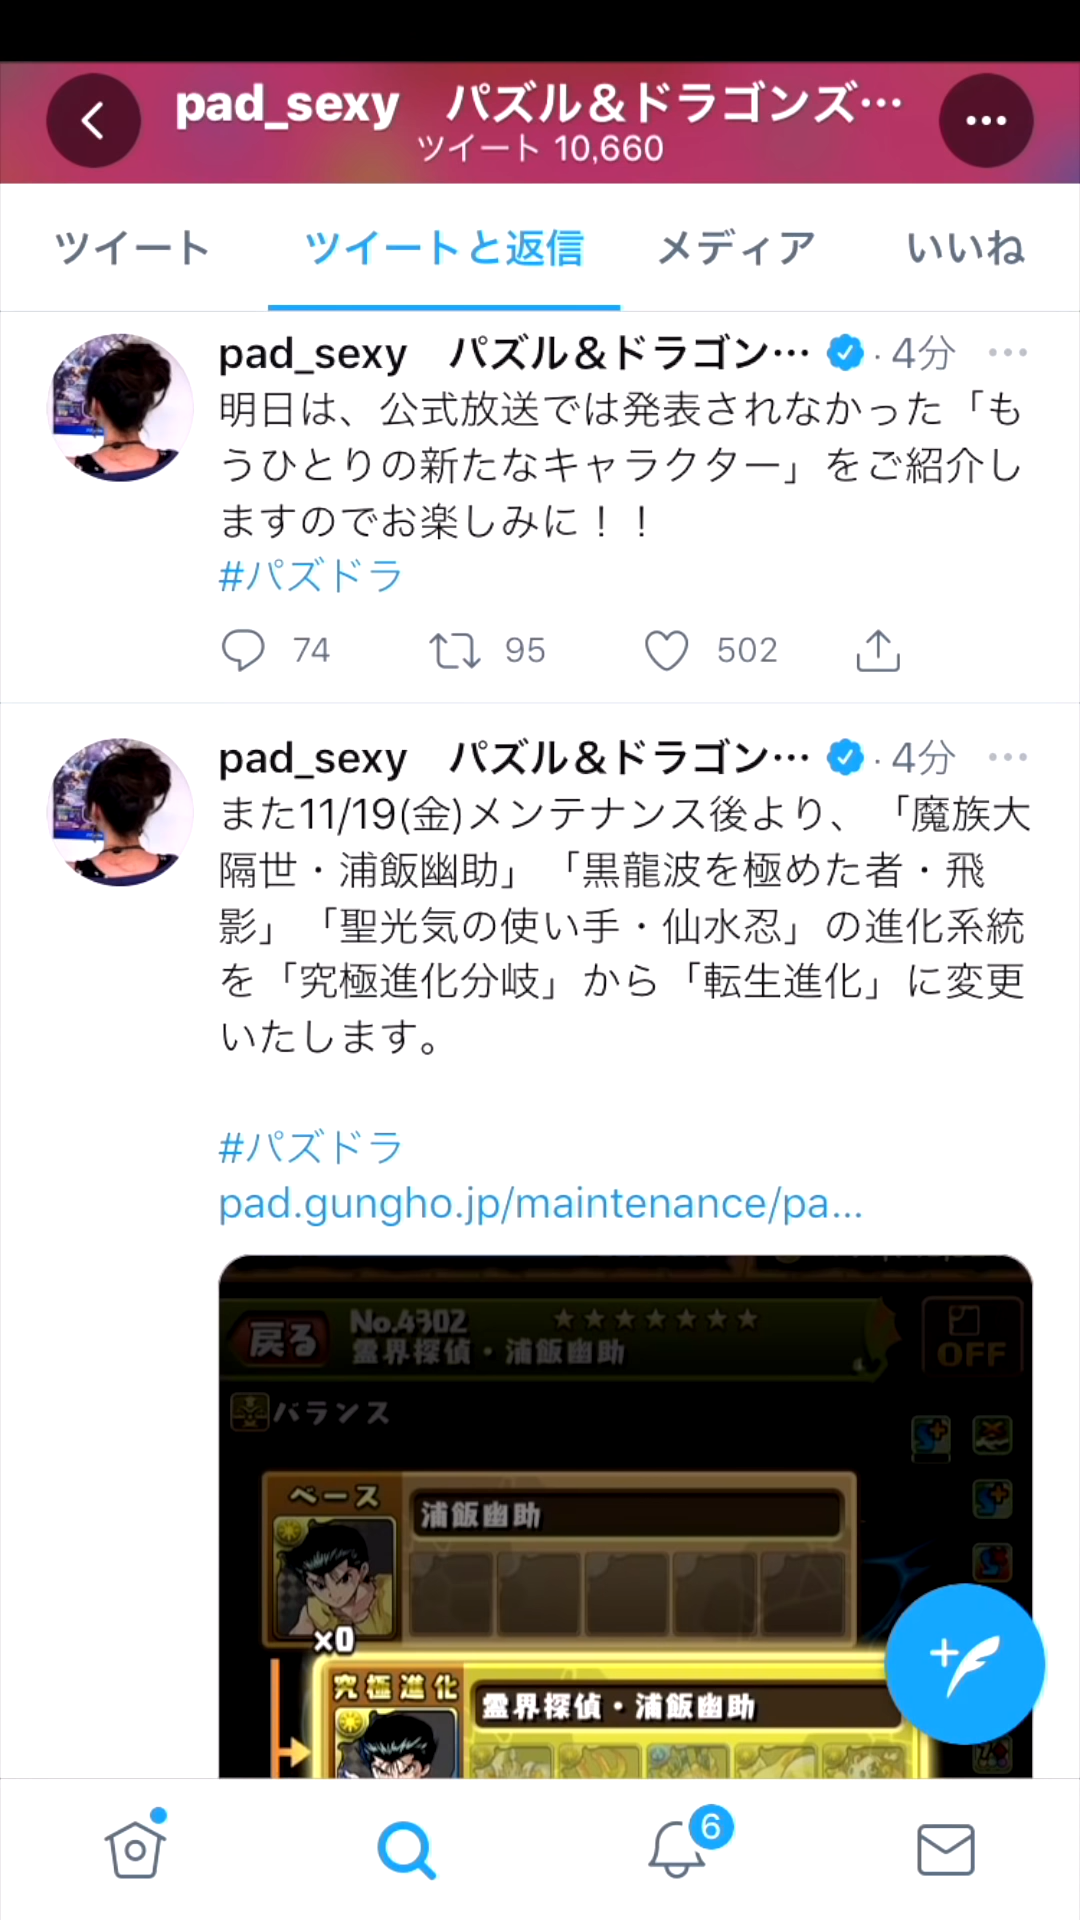 pad_sexy　パズル＆ドラゴンズ…
ツイート 10,660
ツイート ツイートと返信 メディア いいね
pad_sexy　パズル＆ドラゴン… · 4分
明日は、公式放送では発表されなかった「も
うひとりの新たなキャラクター」をご紹介し
ますのでお楽しみに！！
#パズドラ
74 95 502
pad_sexy　パズル＆ドラゴン… · 4分
また11/19(金)メンテナンス後より、「魔族大
隔世・浦飯幽助」「黒龍波を極めた者・飛
影」「聖光気の使い手・仙水忍」の進化系統
を「究極進化分岐」から「転生進化」に変更
いたします。
#パズドラ
pad.gungho.jp/maintenance/pa...
戻る
No.4302 ★★★★★★★
霊界探偵・浦飯幽助
OFF
バランス
ベース
浦飯幽助
×0
究極進化
霊界探偵・浦飯幽助
6